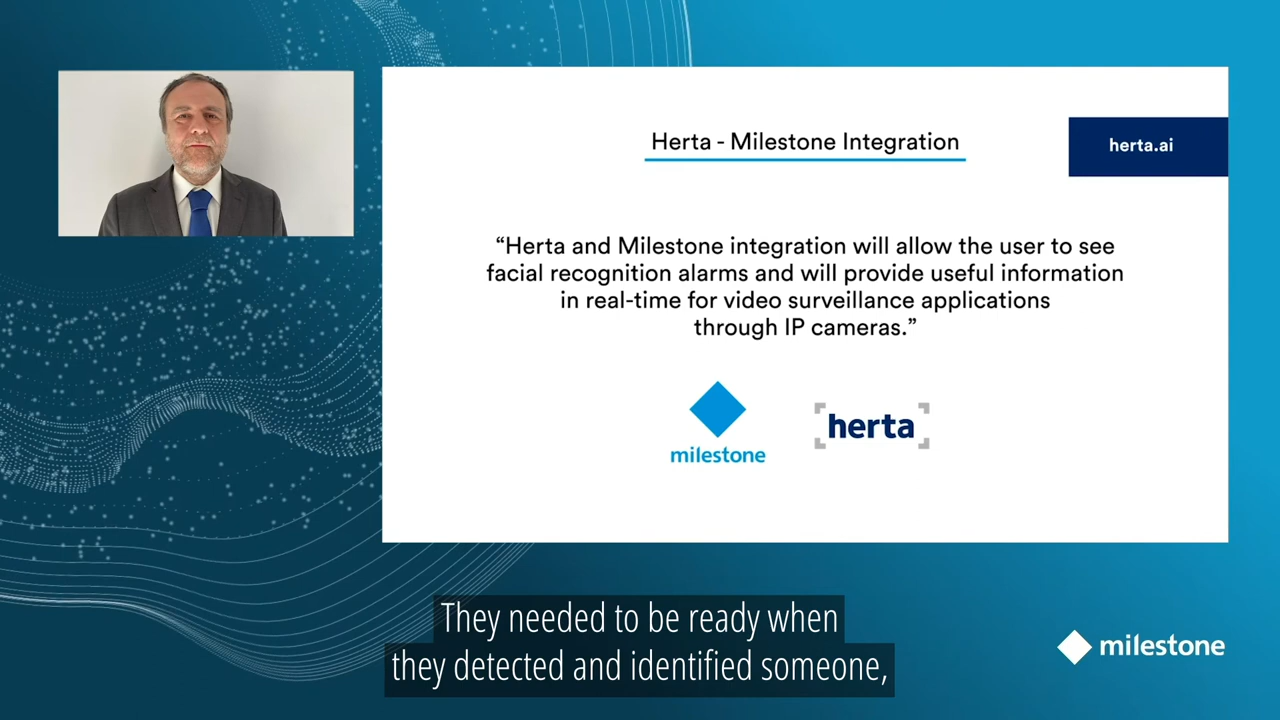 Herta - Milestone Integration
herta.ai
“Herta and Milestone integration will allow the user to see
facial recognition alarms and will provide useful information
in real-time for video surveillance applications
through IP cameras.”
milestone
herta
They needed to be ready when
they detected and identified someone,
milestone